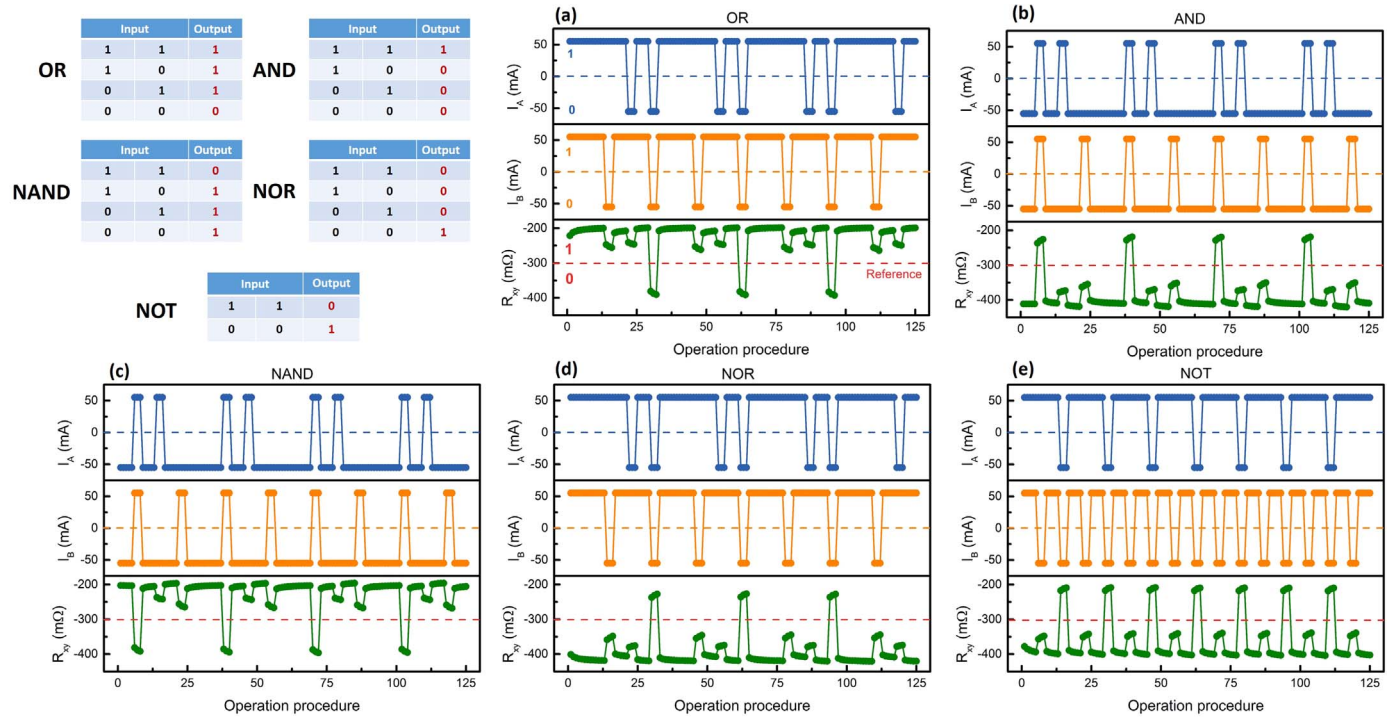 OR
Input Output
1 1 1
1 0 1
0 1 1
0 0 0
AND
Input Output
1 1 1
1 0 0
0 1 0
0 0 0
NAND
Input Output
1 1 0
1 0 1
0 1 1
0 0 1
NOR
Input Output
1 1 0
1 0 0
0 1 0
0 0 1
NOT
Input Output
1 1 0
0 0 1
(a) OR
50
0
-50
I_A (mA)
1
0
50
0
-50
I_B (mA)
1
0
-200
-300
-400
R_xy (mΩ)
1
0
Reference
0 25 50 75 100 125
Operation procedure
(b) AND
50
0
-50
I_A (mA)
50
0
-50
I_B (mA)
-200
-300
-400
R_xy (mΩ)
0 25 50 75 100 125
Operation procedure
(c) NAND
50
0
-50
I_A (mA)
50
0
-50
I_B (mA)
-200
-300
-400
R_xy (mΩ)
0 25 50 75 100 125
Operation procedure
(d) NOR
50
0
-50
I_A (mA)
50
0
-50
I_B (mA)
-200
-300
-400
R_xy (mΩ)
0 25 50 75 100 125
Operation procedure
(e) NOT
50
0
-50
I_A (mA)
50
0
-50
I_B (mA)
-200
-300
-400
R_xy (mΩ)
0 25 50 75 100 125
Operation procedure